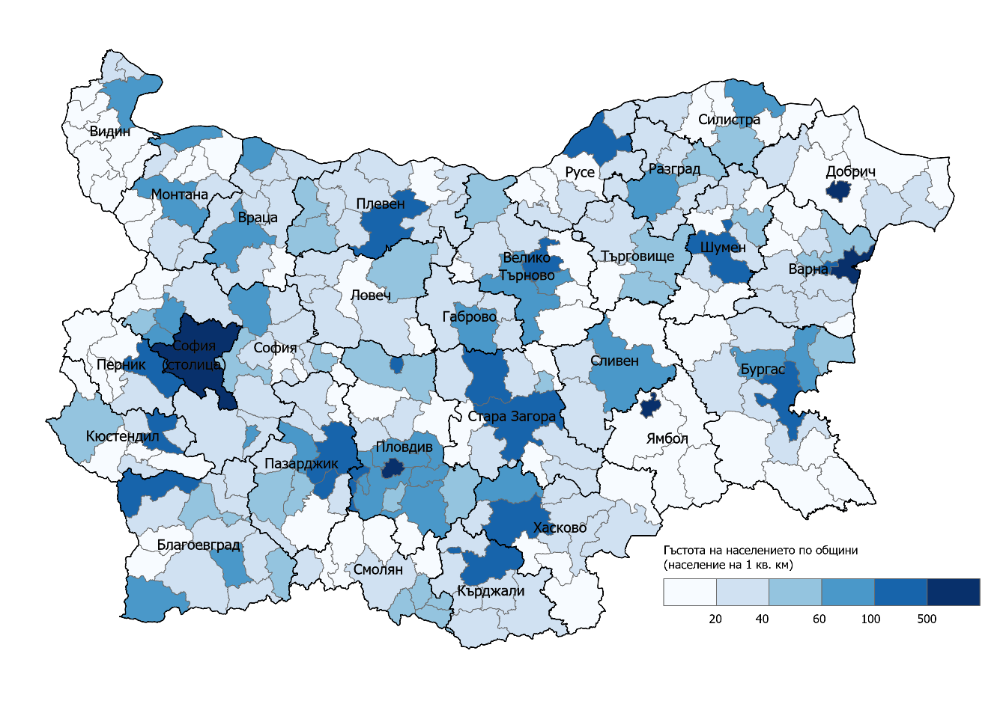 Силистра
Видин
Русе
Разград
Добрич
Монтана
Плевен
Враца
Шумен
Велико
Търново
Търговище
Варна
Ловеч
Габрово
София
(столица)
София
Перник
Сливен
Бургас
Стара Загора
Кюстендил
Ямбол
Пловдив
Пазарджик
Хасково
Благоевград
Смолян
Кърджали
Гъстота на населението по общини
(население на 1 кв. км)
20 40 60 100 500